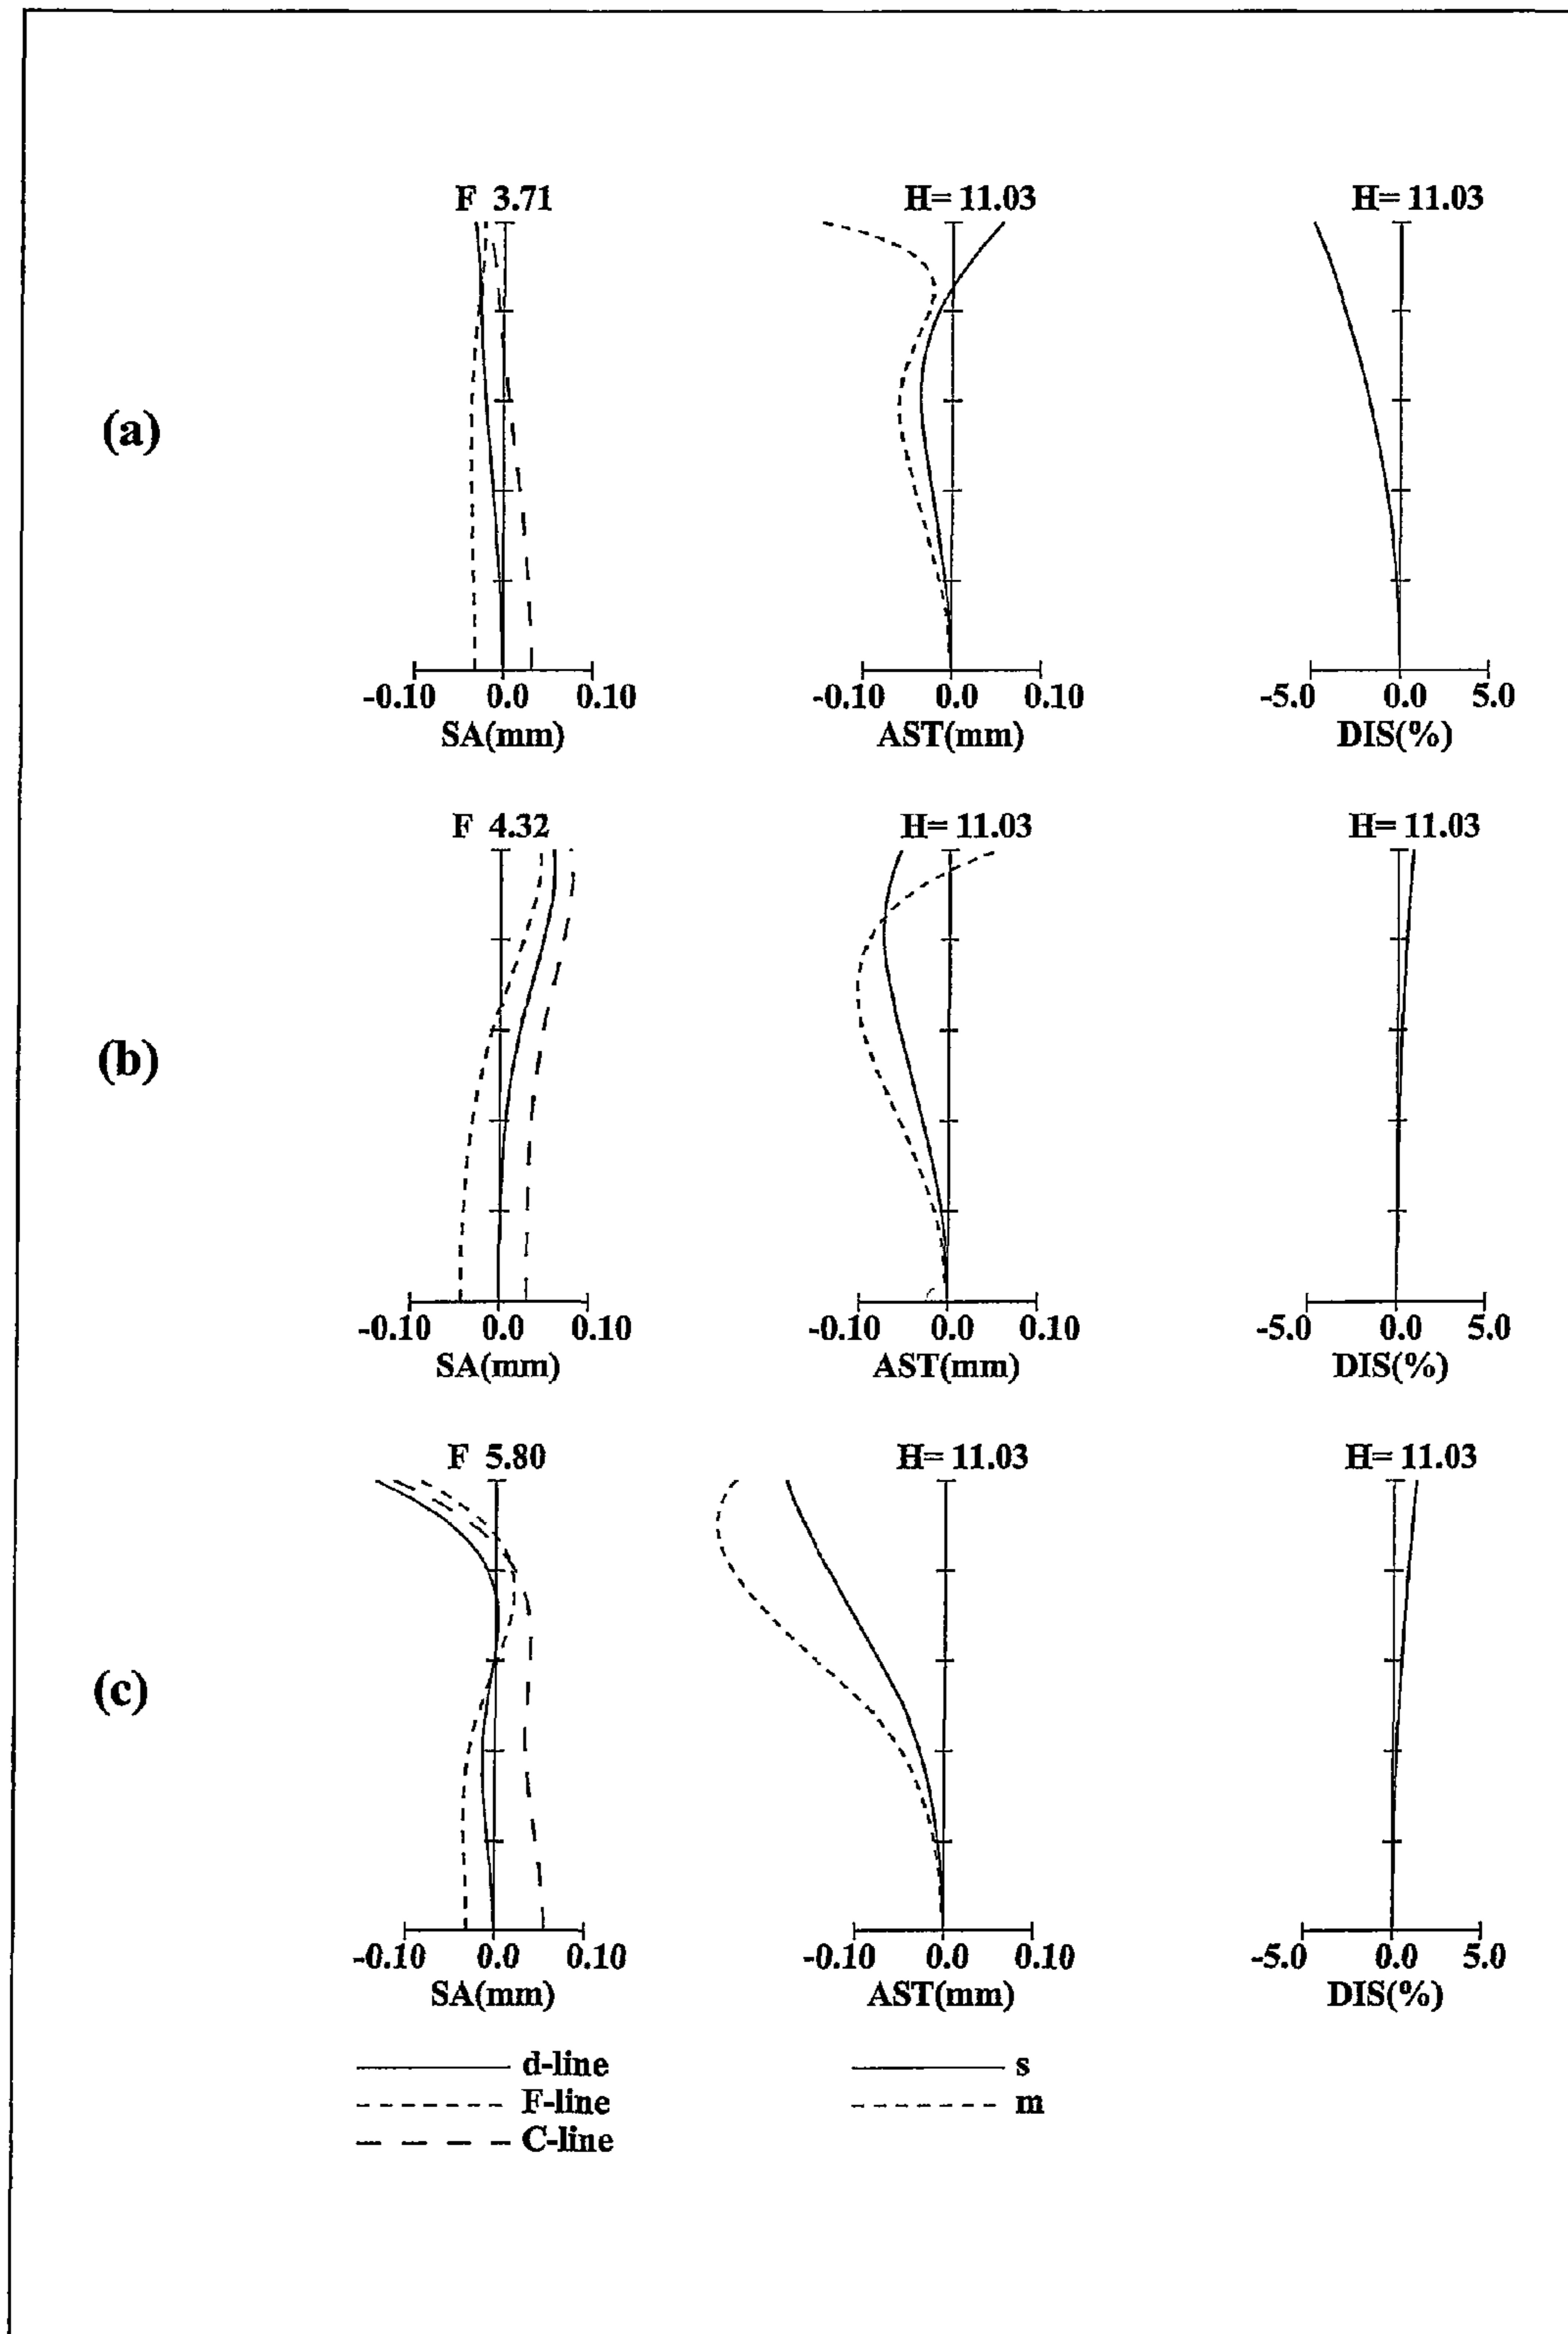 F 3.71 H= 11.03 H= 11.03
(a)
-0.10 0.0 0.10 -0.10 0.0 0.10 -5.0 0.0 5.0
SA(mm) AST(mm) DIS(%)
F 4.32 H= 11.03 H= 11.03
(b)
-0.10 0.0 0.10 -0.10 0.0 0.10 -5.0 0.0 5.0
SA(mm) AST(mm) DIS(%)
F 5.80 H= 11.03 H= 11.03
(c)
-0.10 0.0 0.10 -0.10 0.0 0.10 -5.0 0.0 5.0
SA(mm) AST(mm) DIS(%)
d-line s
F-line m
C-line